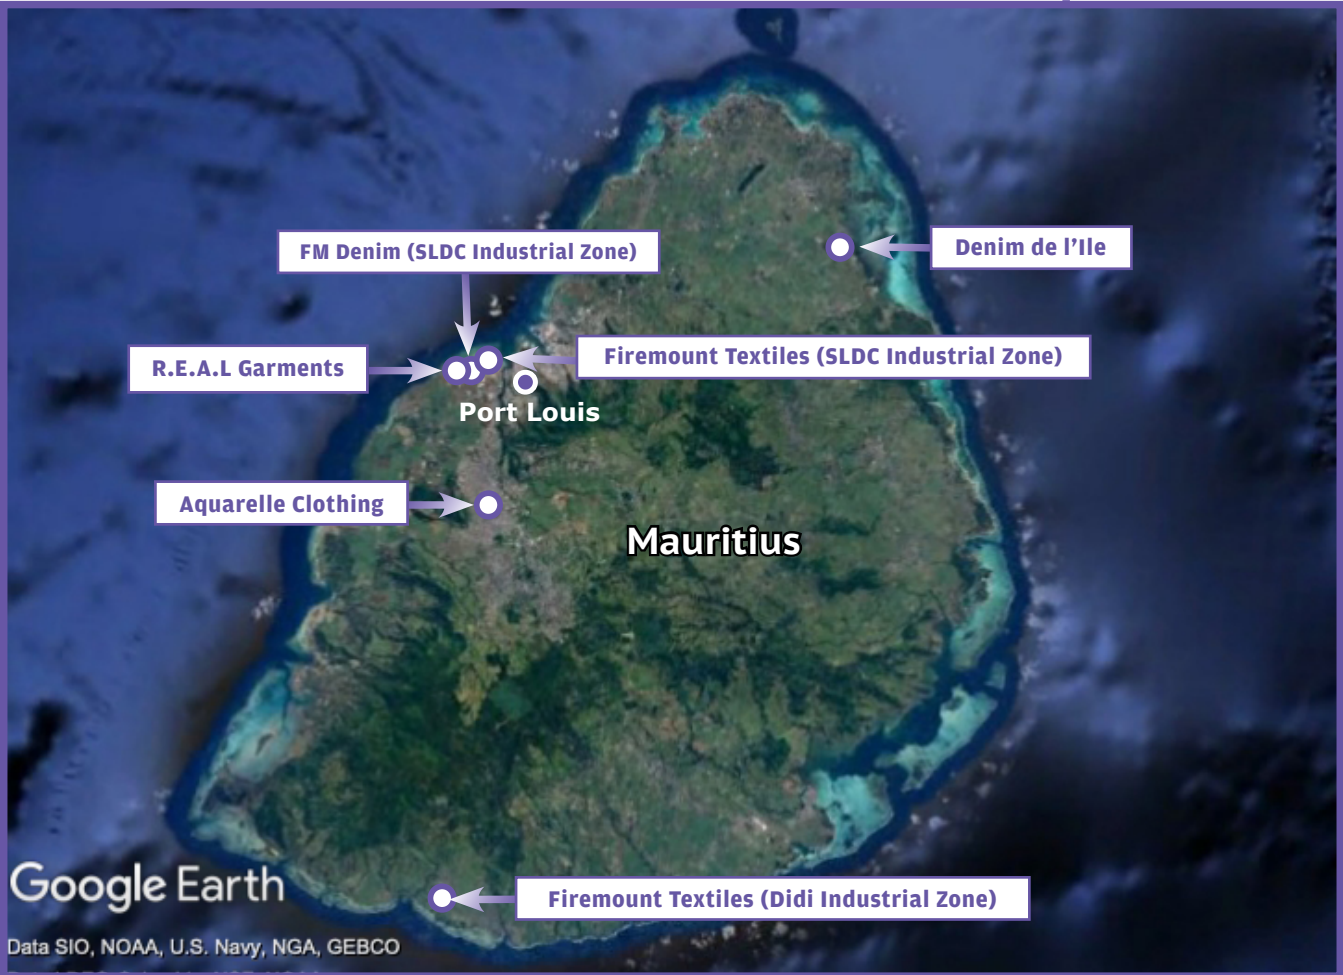 FM Denim (SLDC Industrial Zone)
Denim de l’Ile
R.E.A.L Garments
Firemount Textiles (SLDC Industrial Zone)
Port Louis
Aquarelle Clothing
Mauritius
Firemount Textiles (Didi Industrial Zone)
Google Earth
Data SIO, NOAA, U.S. Navy, NGA, GEBCO